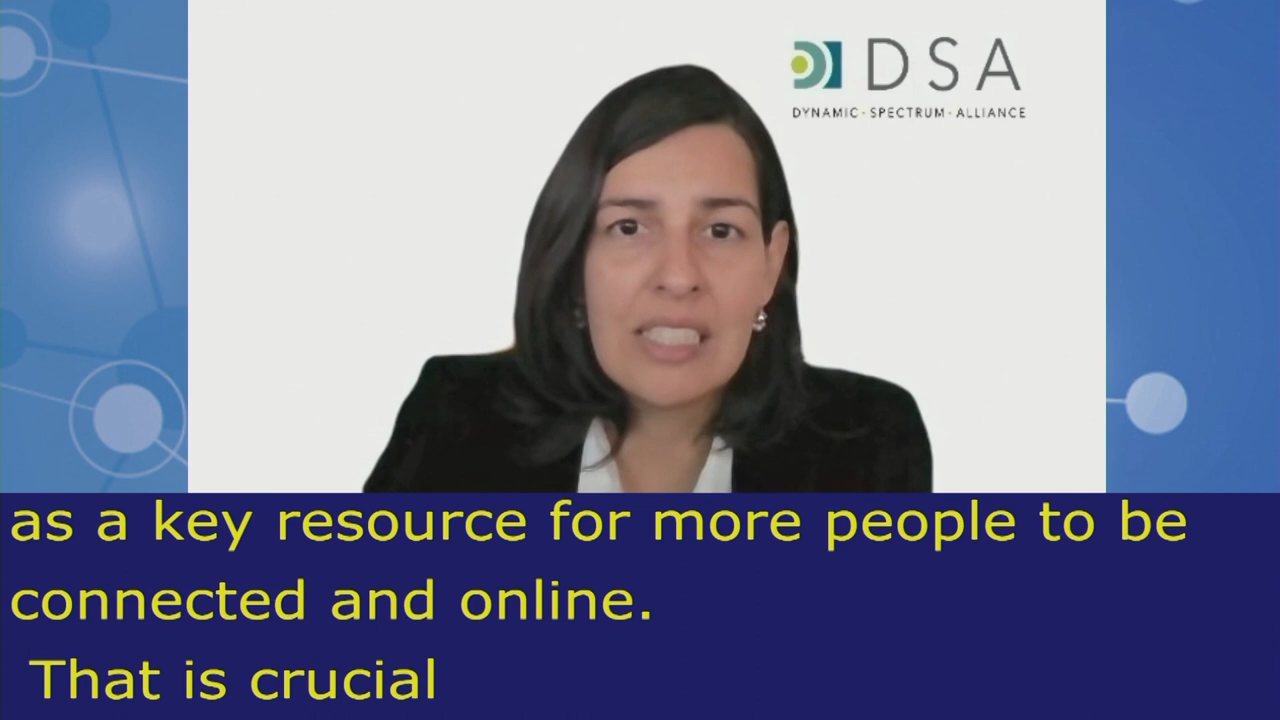 DSA
DYNAMIC · SPECTRUM · ALLIANCE
as a key resource for more people to be
connected and online.
That is crucial